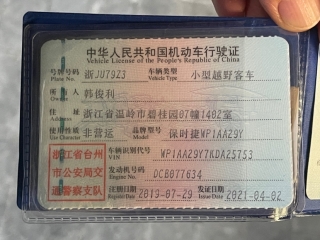 中华人民共和国机动车行驶证
Vehicle License of the People's Republic of China
号牌号码 浙JU79Z3 车辆类型 小型越野客车
Plate No. Vehicle Type
所有人 韩俊利
Owner
住址 浙江省温岭市碧桂园07幢1402室
Address
使用性质 非营运 品牌型号 保时捷WP1AA29Y
Use Character Model
浙江省台州 车辆识别代号
VIN
市公安局交 发动机号码 DCB077634
Engine No.
通警察支队 注册日期 2019-07-29 发证日期 2021-04-02
Register Date Issue Date